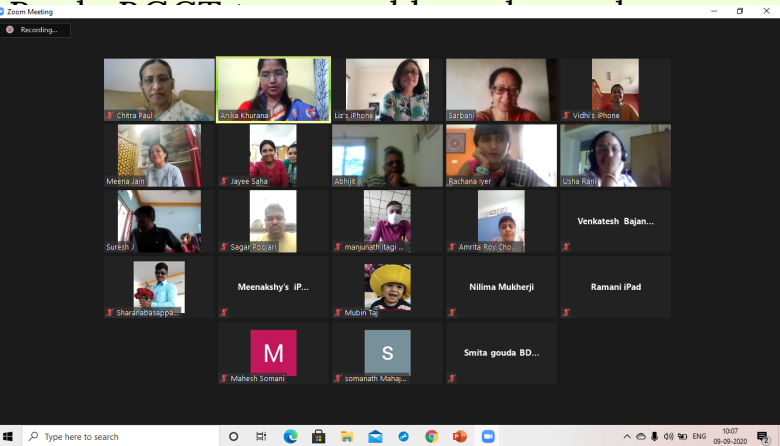 Zoom Meeting
Recording...
Chitra Paul
Anika Khurana
Liz's iPhone
Sarbani
Vidhi's iPhone
Meena Jain
Jayee Saha
Abhijit
Rachana Iyer
Usha Rani
Suresh J
Sagar Poojari
manjunath itagi ...
Amrita Roy Cho...
Venkatesh Bajan...
Sharanabasappa...
Meenakshy's iP...
Mubin Taj
Nilima Mukherji
Ramani iPad
M
Mahesh Somani
s
somanath Mahaj...
Smita gouda BD...
Type here to search
ENG
10:07
09-09-2020
2